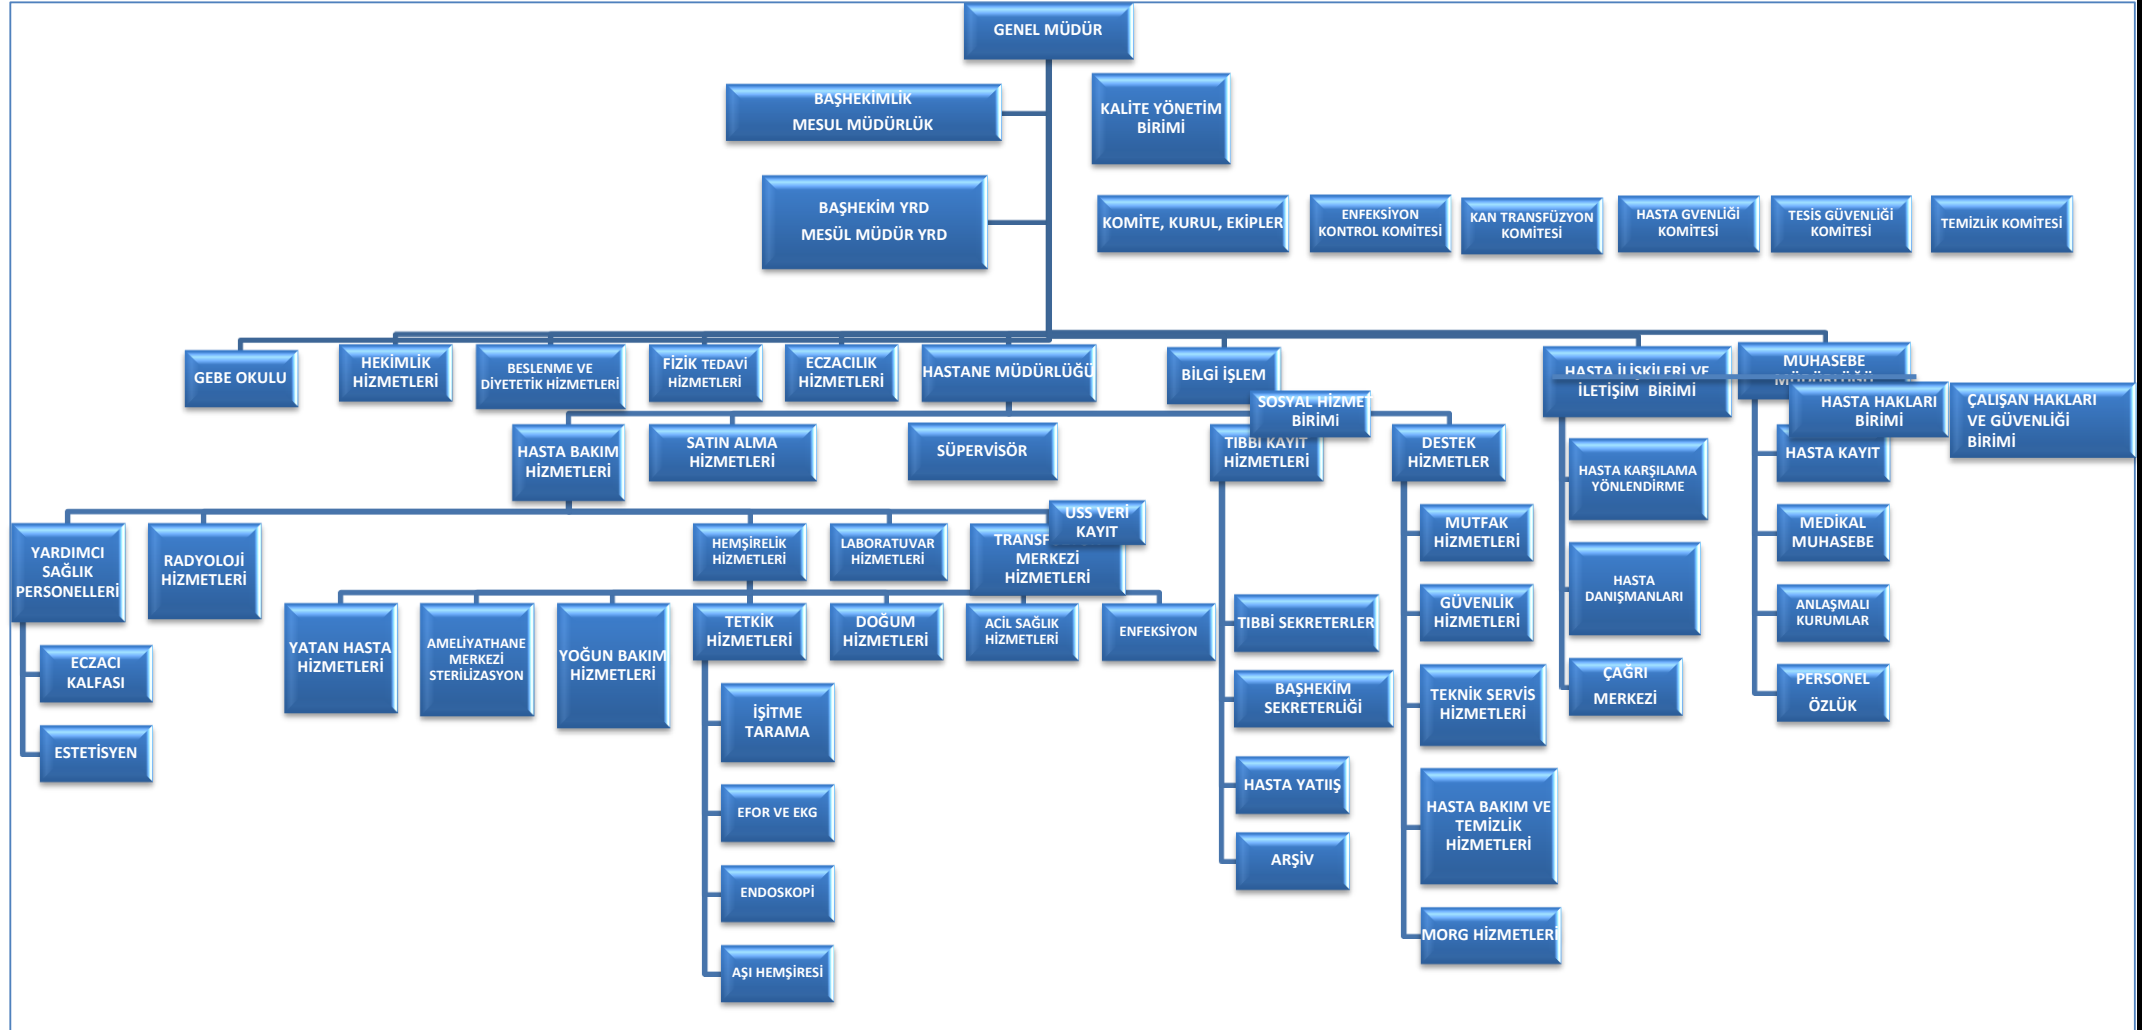 GENEL MÜDÜR
BAŞHEKİMLİK
MESUL MÜDÜRLÜK
KALİTE YÖNETİM
BİRİMİ
BAŞHEKİM YRD
MESÜL MÜDÜR YRD
KOMİTE, KURUL, EKİPLER
ENFEKSİYON
KONTROL KOMİTESİ
KAN TRANSFÜZYON
KOMİTESİ
HASTA GVENLİĞİ
KOMİTESİ
TESİS GÜVENLİĞİ
KOMİTESİ
TEMİZLİK KOMİTESİ
GEBE OKULU
HEKİMLİK
HİZMETLERİ
BESLENME VE
DİYETETİK HİZMETLERİ
FİZİK TEDAVİ
HİZMETLERİ
ECZACILIK
HİZMETLERİ
HASTANE MÜDÜRLÜĞÜ
BİLGİ İŞLEM
HASTA İLİŞKİLERİ VE
İLETİŞİM BİRİMİ
MUHASEBE
MÜDÜRLÜĞÜ
SOSYAL HİZMET
BİRİMİ
HASTA HAKLARI
BİRİMİ
ÇALIŞAN HAKLARI
VE GÜVENLİĞİ
BİRİMİ
HASTA BAKIM
HİZMETLERİ
SATIN ALMA
HİZMETLERİ
SÜPERVİSÖR
TIBBİ KAYIT
HİZMETLERİ
DESTEK
HİZMETLER
HASTA KARŞILAMA
YÖNLENDİRME
HASTA KAYIT
YARDIMCI
SAĞLIK
PERSONELLERİ
RADYOLOJİ
HİZMETLERİ
HEMŞİRELİK
HİZMETLERİ
LABORATUVAR
HİZMETLERİ
USS VERİ
KAYIT
MERKEZİ
HİZMETLERİ
MUTFAK
HİZMETLERİ
MEDİKAL
MUHASEBE
YATAN HASTA
HİZMETLERİ
AMELİYATHANE
MERKEZİ
STERİLİZASYON
YOĞUN BAKIM
HİZMETLERİ
TETKİK
HİZMETLERİ
DOĞUM
HİZMETLERİ
ACİL SAĞLIK
HİZMETLERİ
ENFEKSİYON
TIBBİ SEKRETERLER
GÜVENLİK
HİZMETLERİ
HASTA
DANIŞMANLARI
ANLAŞMALI
KURUMLAR
ECZACI
KALFASI
BAŞHEKİM
SEKRETERLİĞİ
TEKNİK SERVİS
HİZMETLERİ
ÇAĞRI
MERKEZİ
PERSONEL
ÖZLÜK
ESTETİSYEN
İŞİTME
TARAMA
HASTA YATIIŞ
HASTA BAKIM VE
TEMİZLİK
HİZMETLERİ
EFOR VE EKG
ARŞİV
ENDOSKOPİ
MORG HİZMETLERİ
AŞI HEMŞİRESİ